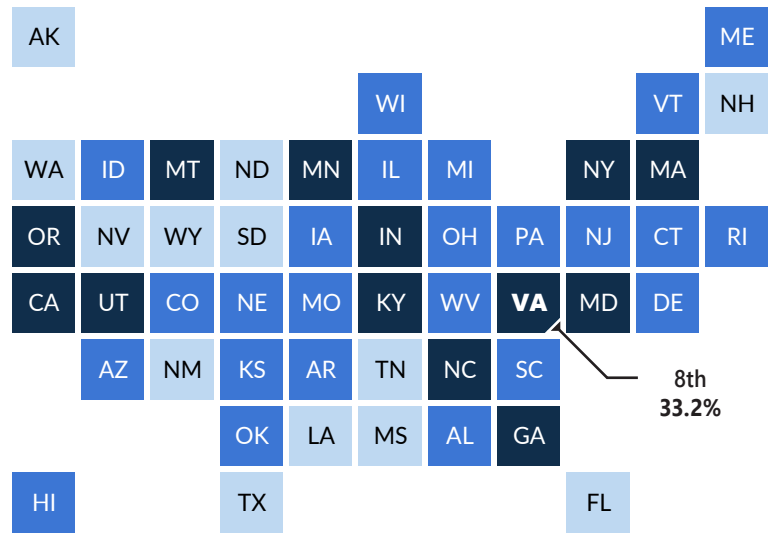 AK ME
WI VT NH
WA ID MT ND MN IL MI NY MA
OR NV WY SD IA IN OH PA NJ CT RI
CA UT CO NE MO KY WV VA MD DE
AZ NM KS AR TN NC SC
8th
33.2%
OK LA MS AL GA
HI TX FL